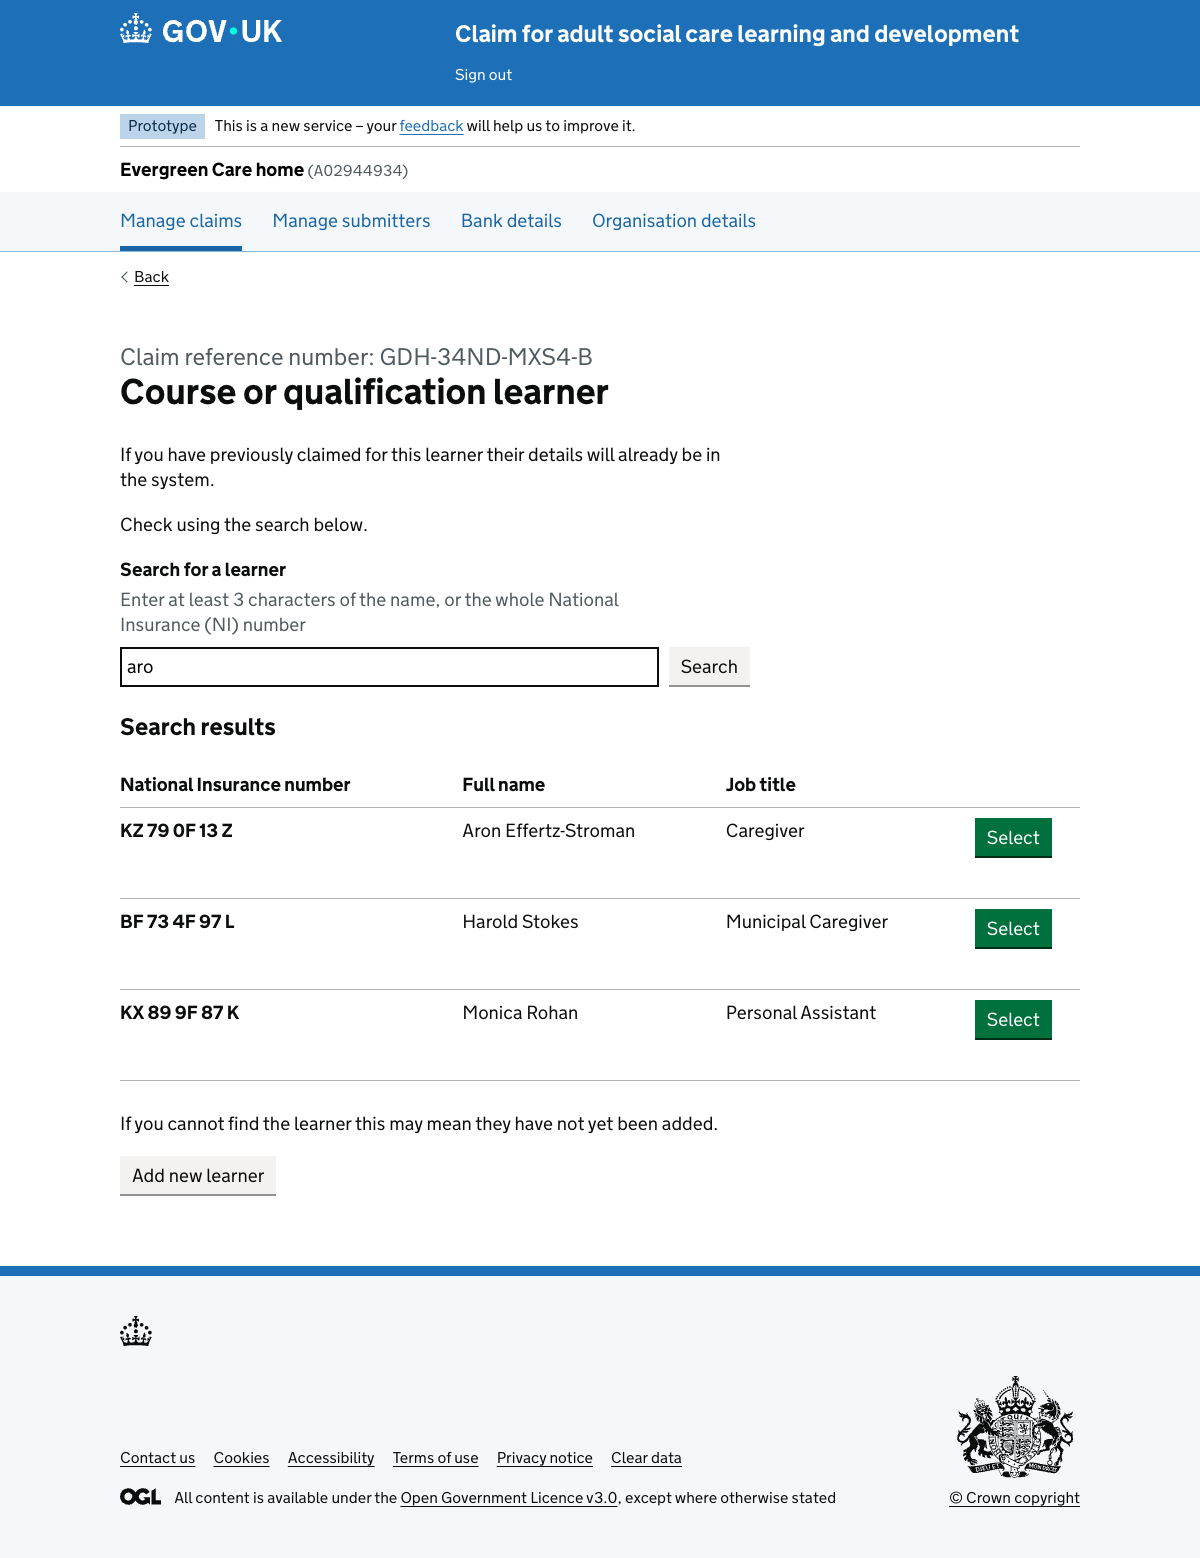 GOV·UK
Claim for adult social care learning and development
Sign out
Prototype This is a new service – your feedback will help us to improve it.
Evergreen Care home (A02944934)
Manage claims Manage submitters Bank details Organisation details
Back
Claim reference number: GDH-34ND-MXS4-B
Course or qualification learner
If you have previously claimed for this learner their details will already be in
the system.
Check using the search below.
Search for a learner
Enter at least 3 characters of the name, or the whole National
Insurance (NI) number
aro Search
Search results
National Insurance number Full name Job title
KZ 79 0F 13 Z Aron Effertz-Stroman Caregiver Select
BF 73 4F 97 L Harold Stokes Municipal Caregiver Select
KX 89 9F 87 K Monica Rohan Personal Assistant Select
If you cannot find the learner this may mean they have not yet been added.
Add new learner
Contact us Cookies Accessibility Terms of use Privacy notice Clear data
OGL All content is available under the Open Government Licence v3.0, except where otherwise stated
© Crown copyright